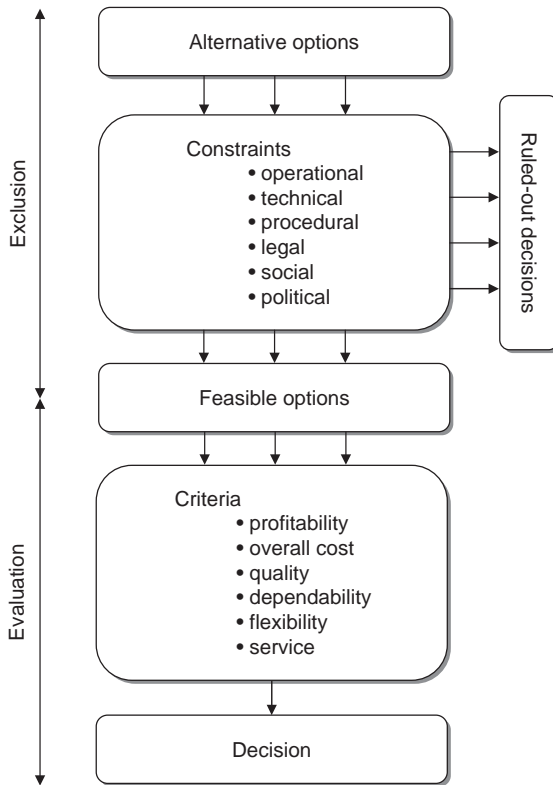 Alternative options
Constraints
• operational
• technical
• procedural
• legal
• social
• political
Ruled-out decisions
Exclusion
Feasible options
Criteria
• profitability
• overall cost
• quality
• dependability
• flexibility
• service
Evaluation
Decision